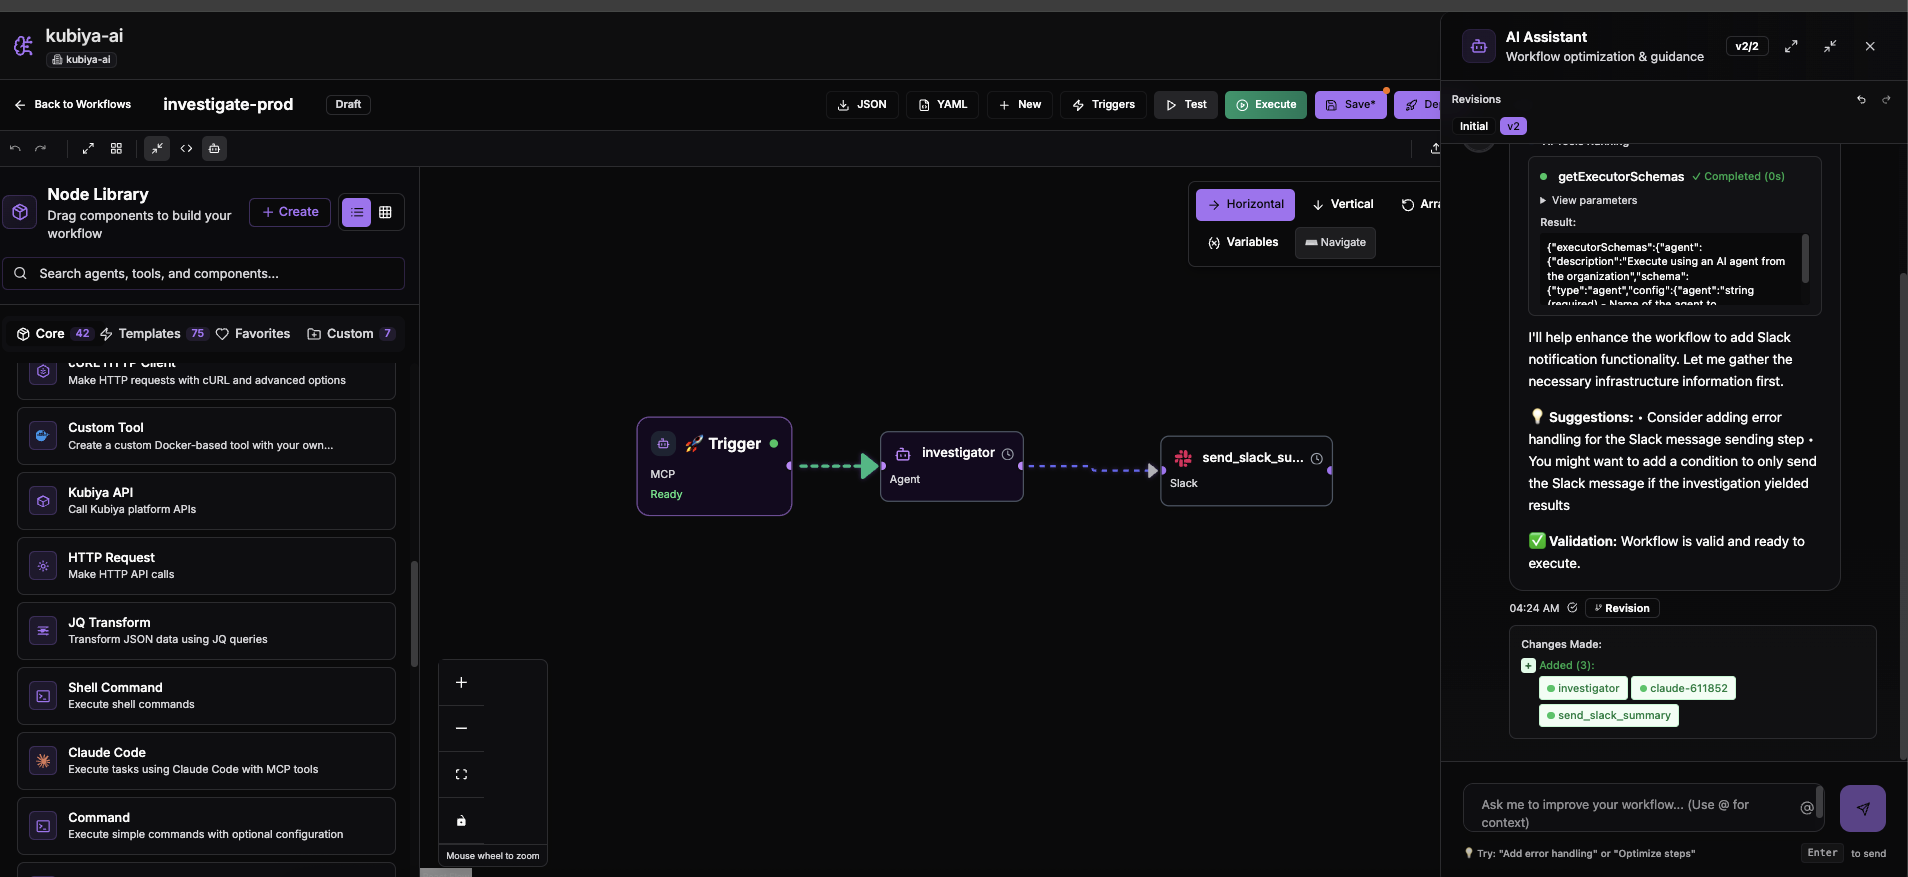 kubiya-ai
kubiya-ai
Back to Workflows
investigate-prod
Draft
JSON
YAML
New
Triggers
Test
Execute
Save*
Node Library
Drag components to build your
workflow
Create
Search agents, tools, and components...
Core 42
Templates 75
Favorites
Custom 7
cURL HTTP Client
Make HTTP requests with cURL and advanced options
Custom Tool
Create a custom Docker-based tool with your own...
Kubiya API
Call Kubiya platform APIs
HTTP Request
Make HTTP API calls
JQ Transform
Transform JSON data using JQ queries
Shell Command
Execute shell commands
Claude Code
Execute tasks using Claude Code with MCP tools
Command
Execute simple commands with optional configuration
Horizontal
Vertical
Arra
Variables
Navigate
🚀 Trigger
MCP
Ready
investigator
Agent
send_slack_su...
Slack
Mouse wheel to zoom
AI Assistant
Workflow optimization & guidance
v2/2
Revisions
Initial
v2
getExecutorSchemas ✓ Completed (0s)
View parameters
Result:
{"executorSchemas":{"agent":
{"description":"Execute using an AI agent from
the organization","schema":
{"type":"agent","config":{"agent":"string
(required) - Name of the agent to
I'll help enhance the workflow to add Slack
notification functionality. Let me gather the
necessary infrastructure information first.
💡 Suggestions: • Consider adding error
handling for the Slack message sending step •
You might want to add a condition to only send
the Slack message if the investigation yielded
results
✅ Validation: Workflow is valid and ready to
execute.
04:24 AM
Revision
Changes Made:
+ Added (3):
investigator
claude-611852
send_slack_summary
Ask me to improve your workflow... (Use @ for
context)
@
💡 Try: "Add error handling" or "Optimize steps"
Enter to send